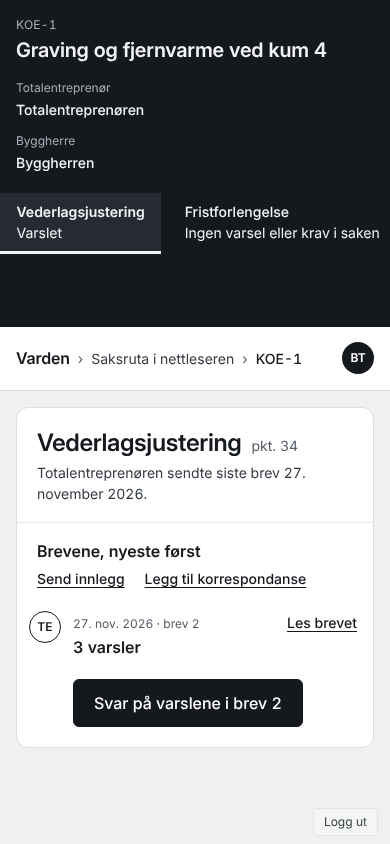 KOE-1
Graving og fjernvarme ved kum 4
Totalentreprenør
Totalentreprenøren
Byggherre
Byggherren
Vederlagsjustering
Varslet
Fristforlengelse
Ingen varsel eller krav i saken
Varden › Saksruta i nettleseren › KOE-1
BT
Vederlagsjustering pkt. 34
Totalentreprenøren sendte siste brev 27.
november 2026.
Brevene, nyeste først
Send innlegg Legg til korrespondanse
TE
27. nov. 2026 · brev 2
Les brevet
3 varsler
Svar på varslene i brev 2
Logg ut